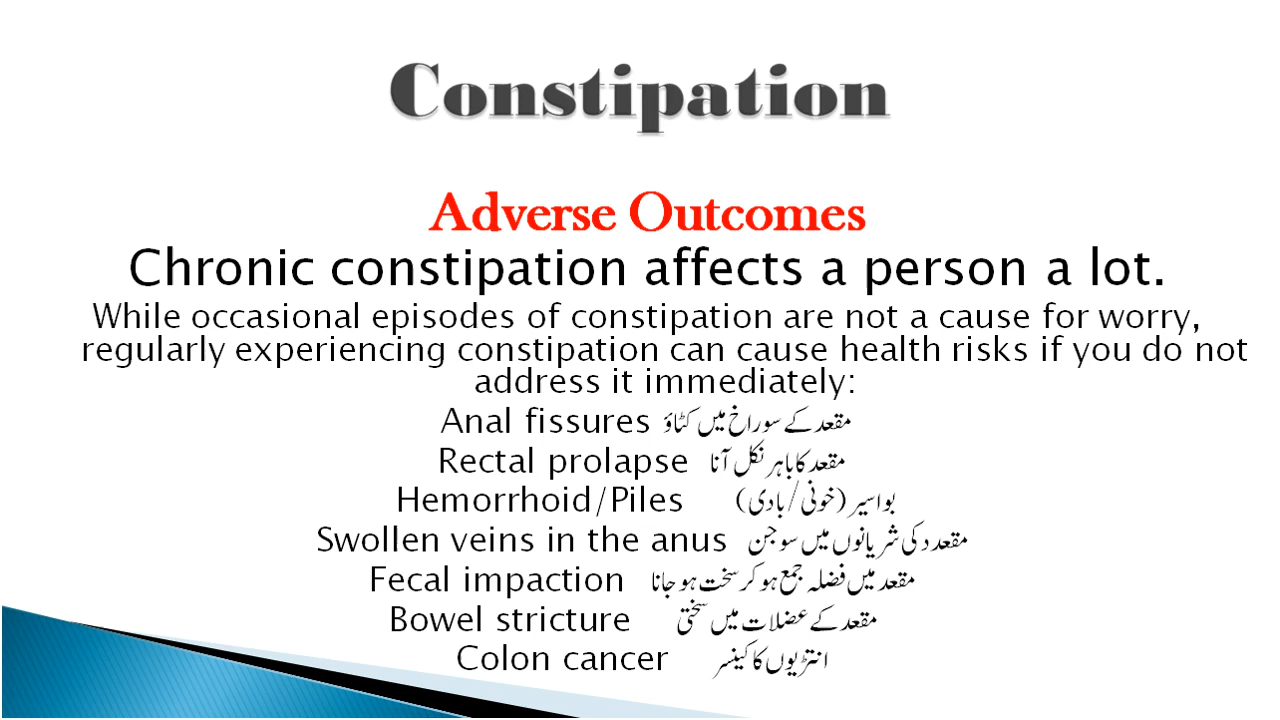 Constipation
Adverse Outcomes
Chronic constipation affects a person a lot.
While occasional episodes of constipation are not a cause for worry,
regularly experiencing constipation can cause health risks if you do not
address it immediately:
Anal fissures مقعد کے سوراخ میں کٹاؤ
Rectal prolapse مقعد کا باہر نکل آنا
Hemorrhoid/Piles بواسیر (خونی/بادی)
Swollen veins in the anus مقعدد کی شریانوں میں سوجن
Fecal impaction مقعد میں فضلہ جمع ہو کر سخت ہو جانا
Bowel stricture مقعد کے عضلات میں سختی
Colon cancer انتڑیوں کا کینسر